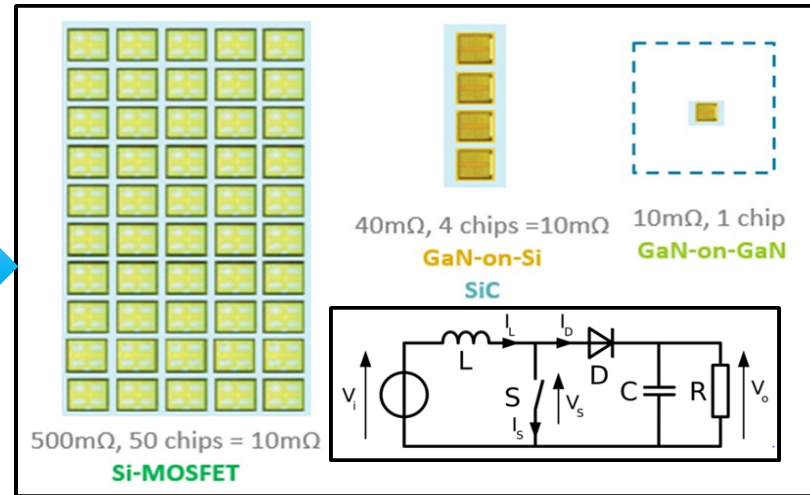 40mΩ, 4 chips =10mΩ
GaN-on-Si
SiC
10mΩ, 1 chip
GaN-on-GaN
500mΩ, 50 chips = 10mΩ
Si-MOSFET
I_L
I_D
L
D
V_i
S
V_S
I_S
C
R
V_o